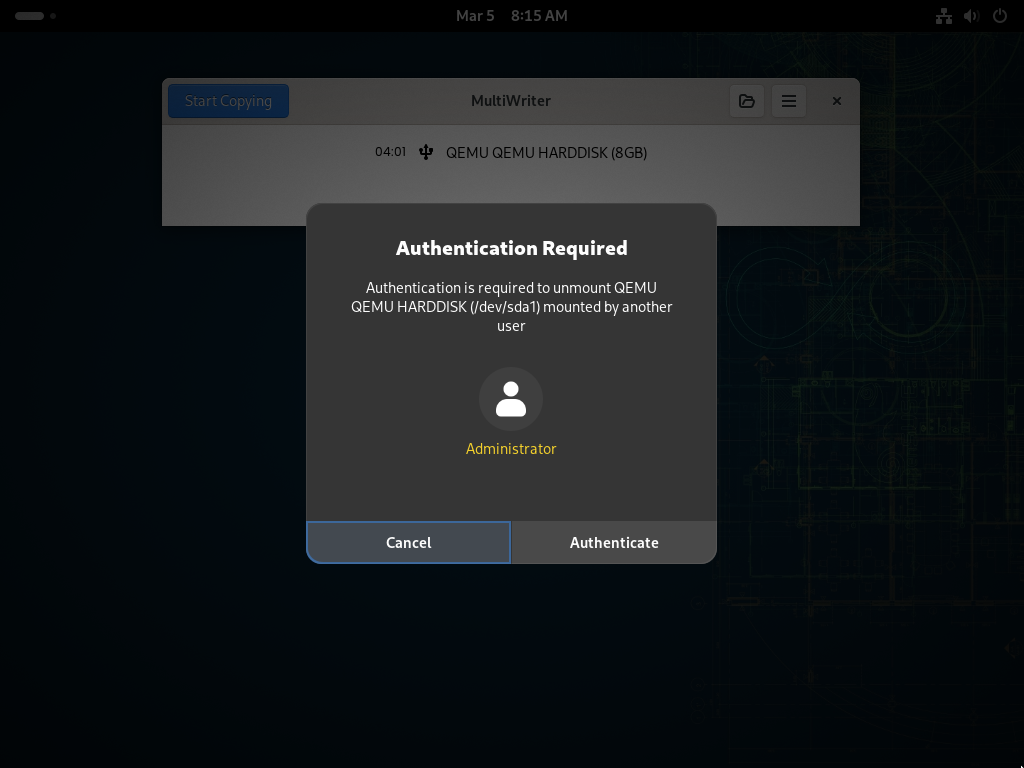 Mar 5 8:15 AM
Start Copying
MultiWriter
04:01 QEMU QEMU HARDDISK (8GB)
Authentication Required
Authentication is required to unmount QEMU
QEMU HARDDISK (/dev/sda1) mounted by another
user
Administrator
Cancel
Authenticate